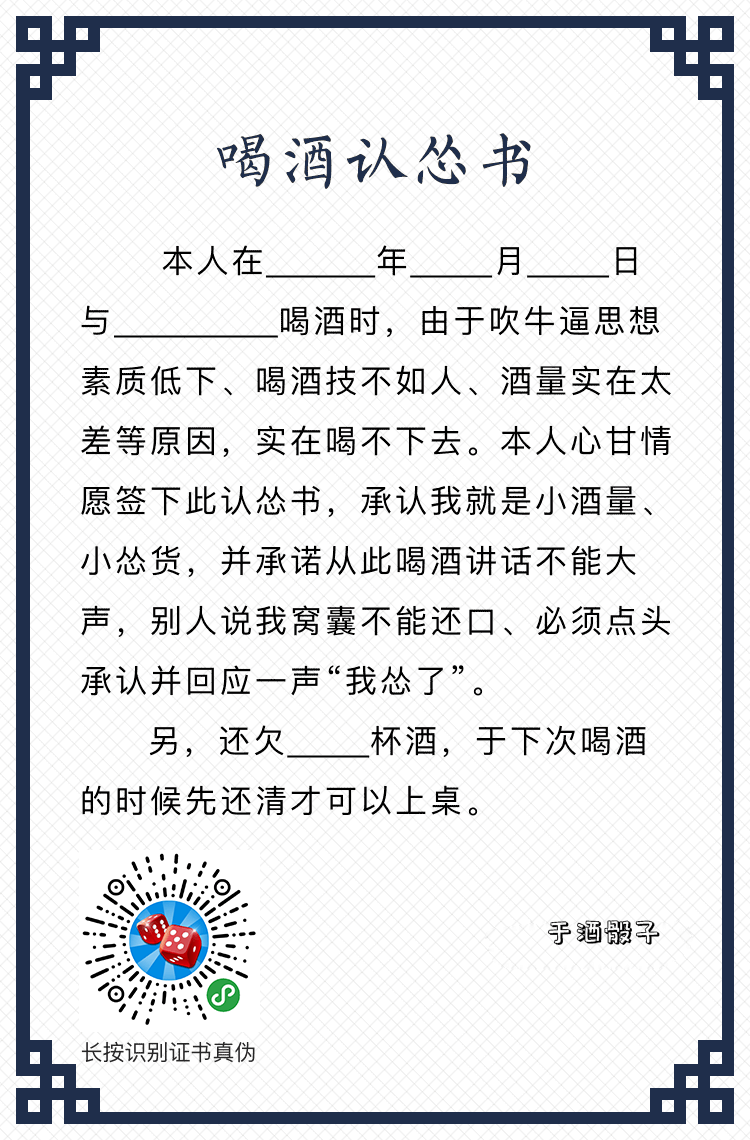 喝酒认怂书
本人在_______年_____月_____日
与__________喝酒时，由于吹牛逼思想
素质低下、喝酒技不如人、酒量实在太
差等原因，实在喝不下去。本人心甘情
愿签下此认怂书，承认我就是小酒量、
小怂货，并承诺从此喝酒讲话不能大
声，别人说我窝囊不能还口、必须点头
承认并回应一声“我怂了”。
另，还欠_____杯酒，于下次喝酒
的时候先还清才可以上桌。
于酒骰子
长按识别证书真伪